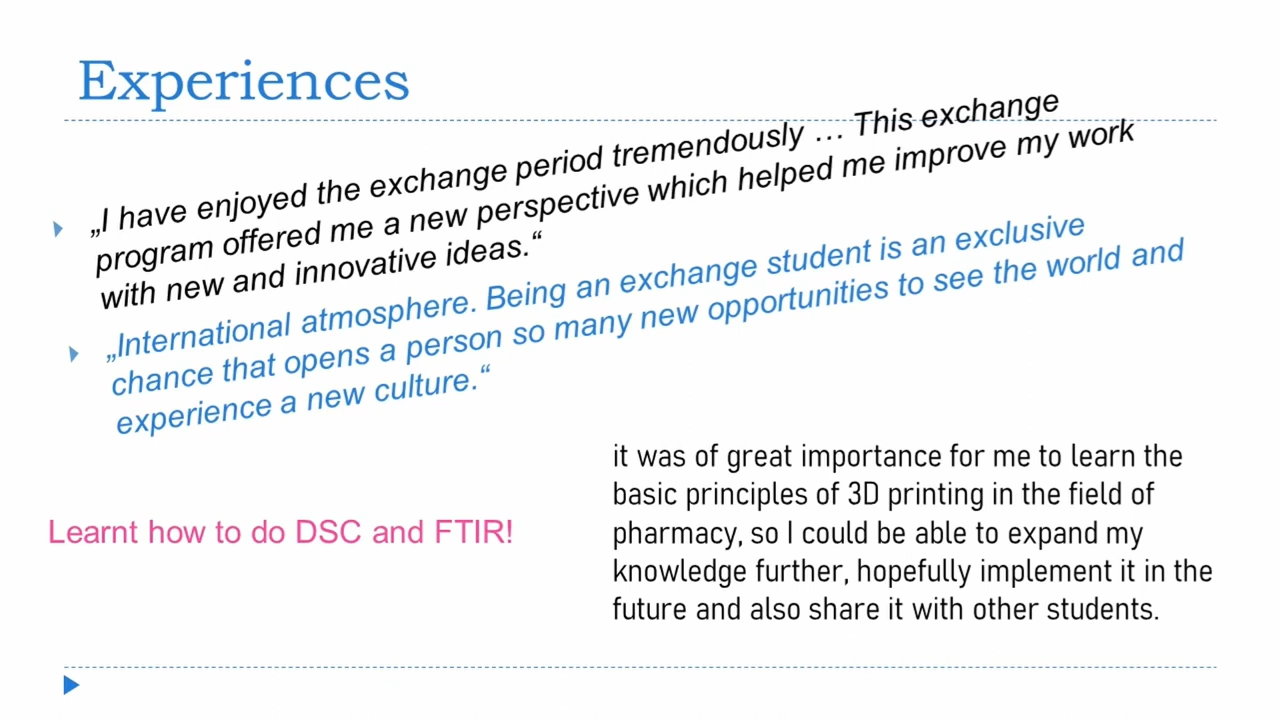 Experiences
„I have enjoyed the exchange period tremendously … This exchange
program offered me a new perspective which helped me improve my work
with new and innovative ideas.“
„International atmosphere. Being an exchange student is an exclusive
chance that opens a person so many new opportunities to see the world and
experience a new culture.“
it was of great importance for me to learn the
basic principles of 3D printing in the field of
pharmacy, so I could be able to expand my
knowledge further, hopefully implement it in the
future and also share it with other students.
Learnt how to do DSC and FTIR!